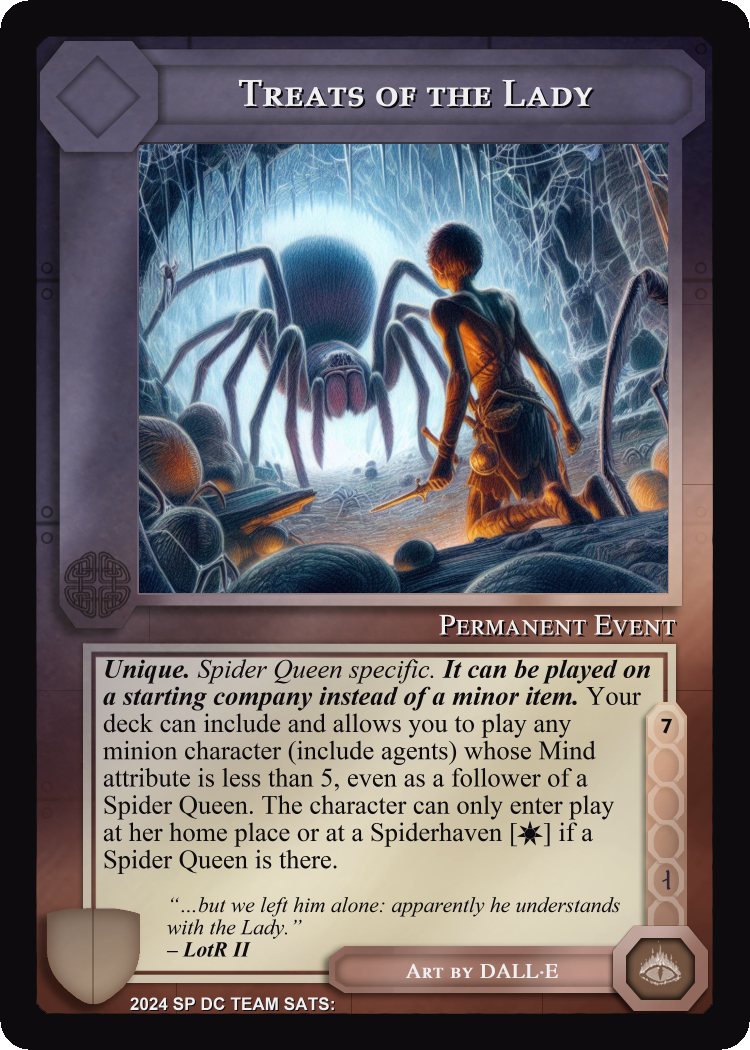 Treats of the Lady
Permanent Event
Unique. Spider Queen specific. It can be played on
a starting company instead of a minor item. Your
deck can include and allows you to play any
minion character (include agents) whose Mind
attribute is less than 5, even as a follower of a
Spider Queen. The character can only enter play
at her home place or at a Spiderhaven [✷] if a
Spider Queen is there.
7
“...but we left him alone: apparently he understands
with the Lady.”
– LotR II
Art by DALL·E
2024 SP DC TEAM SATS: